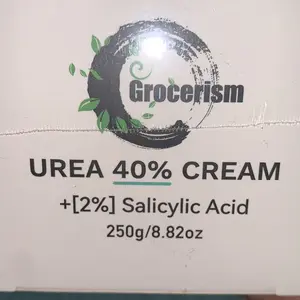 Grocerism
UREA 40% CREAM
+[2%] Salicylic Acid
250g/8.82oz